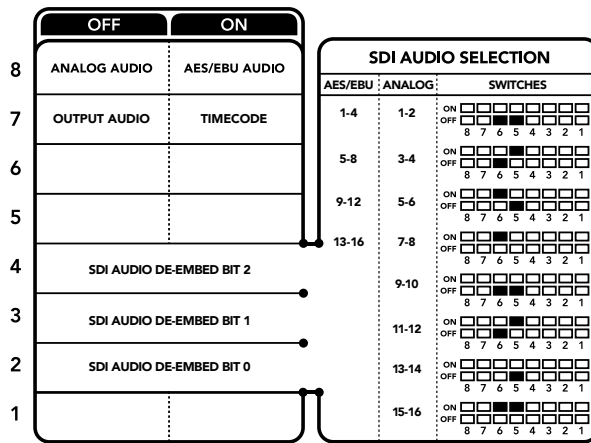 OFF ON
8 ANALOG AUDIO AES/EBU AUDIO
7 OUTPUT AUDIO TIMECODE
6
5
4 SDI AUDIO DE-EMBED BIT 2
3 SDI AUDIO DE-EMBED BIT 1
2 SDI AUDIO DE-EMBED BIT 0
1
SDI AUDIO SELECTION
AES/EBU ANALOG SWITCHES
1-4 1-2 ON
OFF
8 7 6 5 4 3 2 1
5-8 3-4 ON
OFF
8 7 6 5 4 3 2 1
9-12 5-6 ON
OFF
8 7 6 5 4 3 2 1
13-16 7-8 ON
OFF
8 7 6 5 4 3 2 1
9-10 ON
OFF
8 7 6 5 4 3 2 1
11-12 ON
OFF
8 7 6 5 4 3 2 1
13-14 ON
OFF
8 7 6 5 4 3 2 1
15-16 ON
OFF
8 7 6 5 4 3 2 1